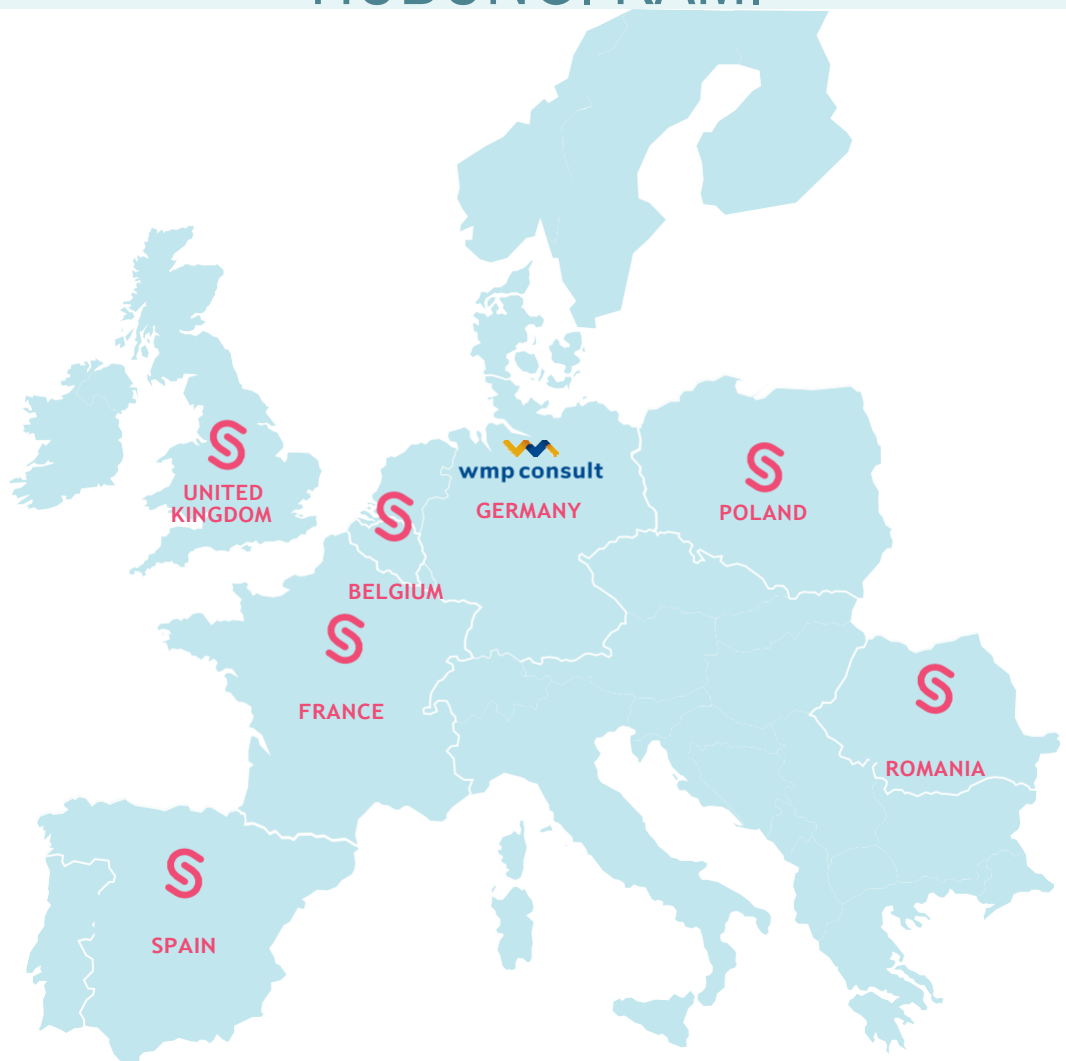 wmp consult
UNITED
KINGDOM
GERMANY
POLAND
BELGIUM
FRANCE
ROMANIA
SPAIN